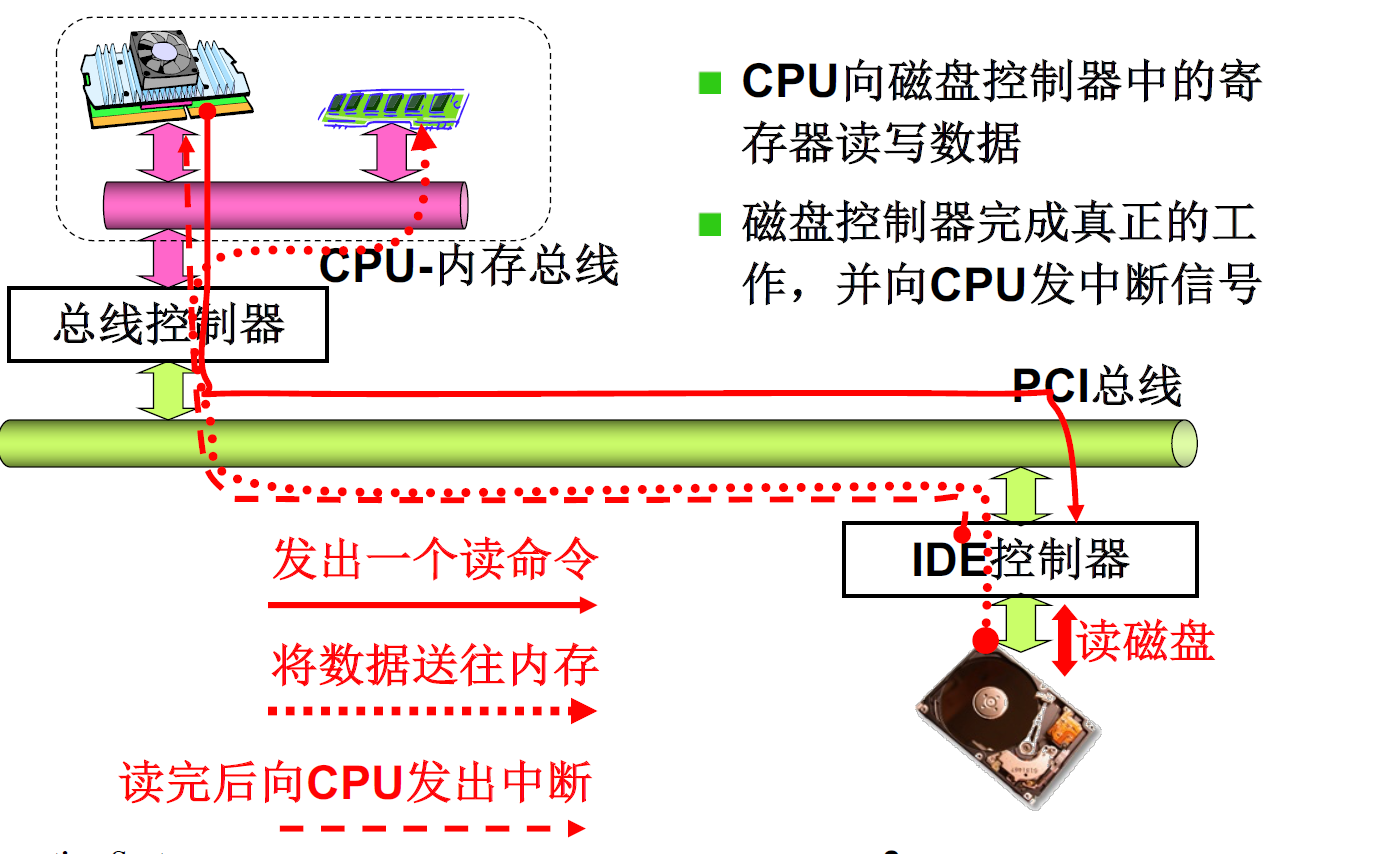 CPU向磁盘控制器中的寄
存器读写数据
磁盘控制器完成真正的工
作，并向CPU发中断信号
CPU-内存总线
总线控制器
PCI总线
IDE控制器
读磁盘
发出一个读命令
将数据送往内存
读完后向CPU发出中断